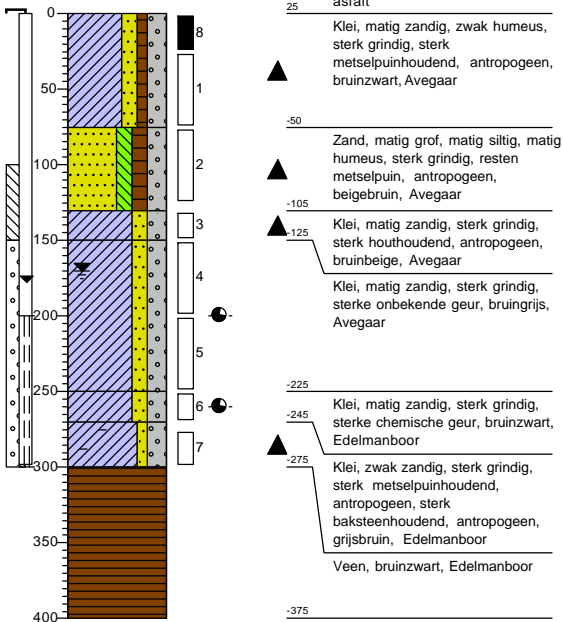 asfalt
25
Klei, matig zandig, zwak humeus,
sterk grindig, sterk
metselpuinhoudend, antropogeen,
bruinzwart, Avegaar
-50
Zand, matig grof, matig siltig, matig
humeus, sterk grindig, resten
metselpuin, antropogeen,
beigebruin, Avegaar
-105
Klei, matig zandig, sterk grindig,
sterk houthoudend, antropogeen,
bruinbeige, Avegaar
-125
Klei, matig zandig, sterk grindig,
sterke onbekende geur, bruingrijs,
Avegaar
-225
Klei, matig zandig, sterk grindig,
sterke chemische geur, bruinzwart,
Edelmanboor
-245
-275
Klei, zwak zandig, sterk grindig,
sterk metselpuinhoudend,
antropogeen, sterk
baksteenhoudend, antropogeen,
grijsbruin, Edelmanboor
Veen, bruinzwart, Edelmanboor
-375
0
50
100
150
200
250
300
350
400
8
1
2
3
4
5
6
7